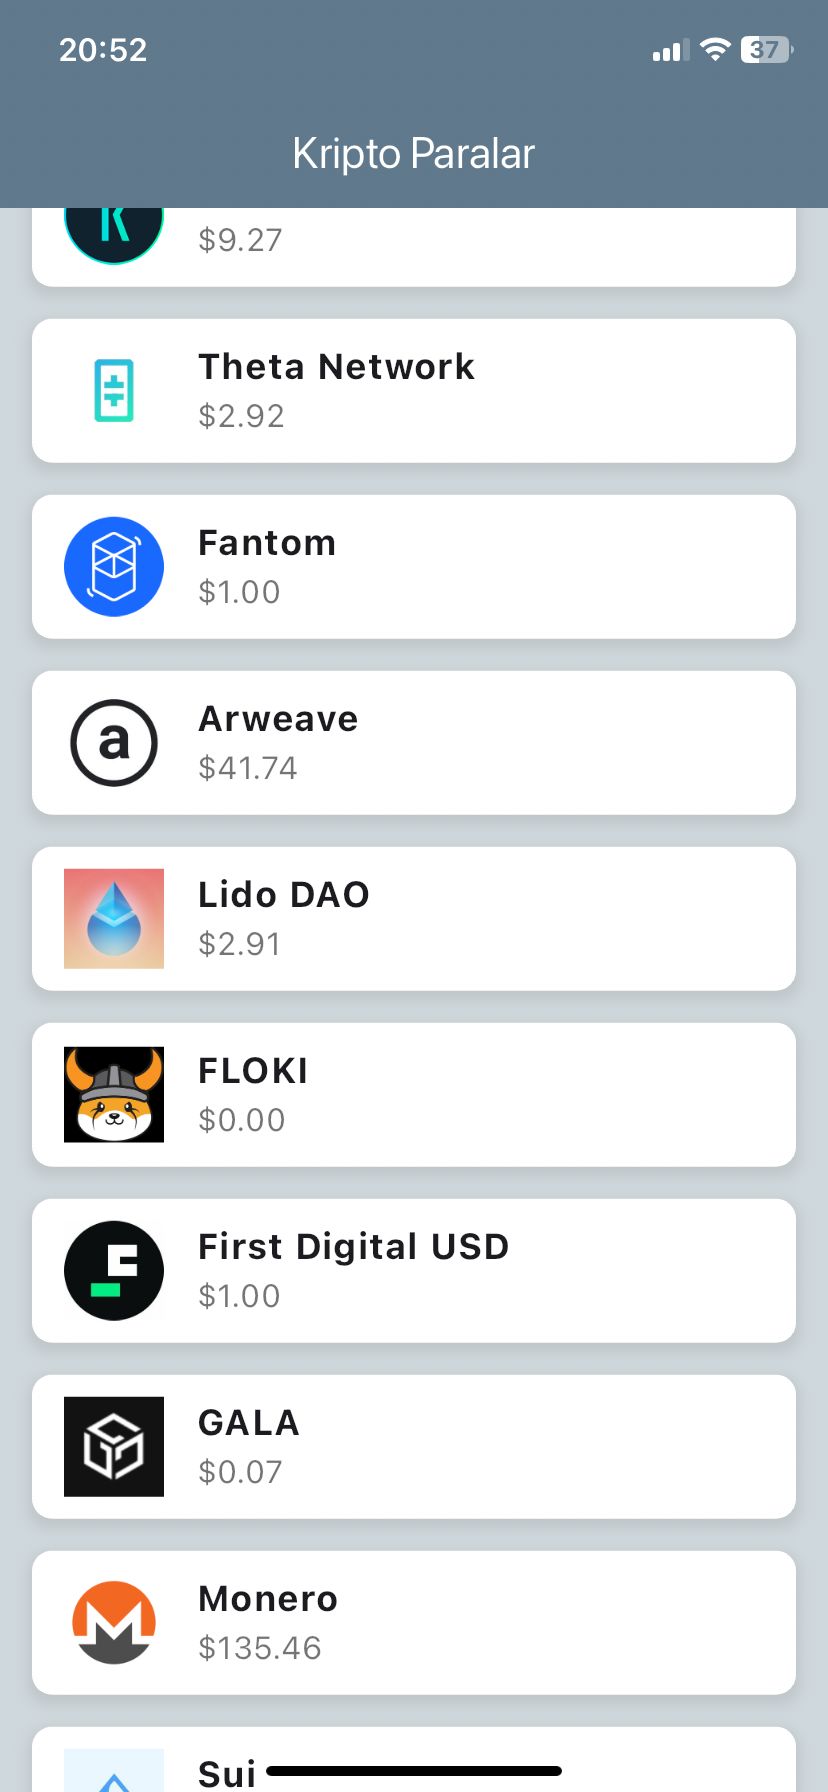 20:52
37
Kripto Paralar
$9.27
Theta Network
$2.92
Fantom
$1.00
a
Arweave
$41.74
Lido DAO
$2.91
FLOKI
$0.00
First Digital USD
$1.00
GALA
$0.07
Monero
$135.46
Sui